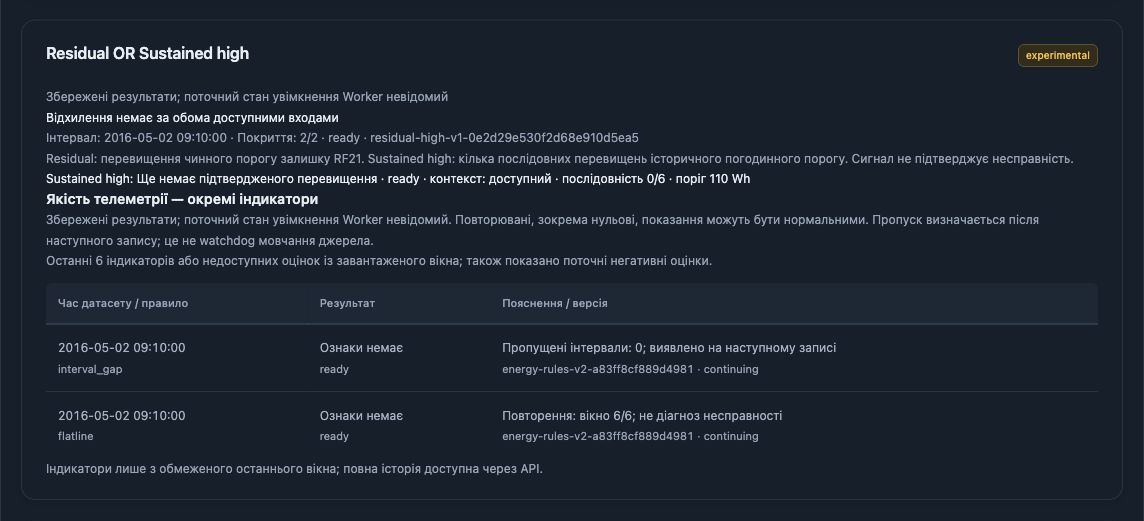 Residual OR Sustained high
experimental
Збережені результати; поточний стан увімкнення Worker невідомий
Відхилення немає за обома доступними входами
Інтервал: 2016-05-02 09:10:00 · Покриття: 2/2 · ready · residual-high-v1-0e2d29e530f2d68e910d5ea5
Residual: перевищення чинного порогу залишку RF21. Sustained high: кілька послідовних перевищень історичного погодинного порогу. Сигнал не підтверджує несправність.
Sustained high: Ще немає підтвердженого перевищення · ready · контекст: доступний · послідовність 0/6 · поріг 110 Wh
Якість телеметрії — окремі індикатори
Збережені результати; поточний стан увімкнення Worker невідомий. Повторювані, зокрема нульові, показання можуть бути нормальними. Пропуск визначається після
наступного запису; це не watchdog мовчання джерела.
Останні 6 індикаторів або недоступних оцінок із завантаженого вікна; також показано поточні негативні оцінки.
Час датасету / правило
Результат
Пояснення / версія
2016-05-02 09:10:00
Ознаки немає
Пропущені інтервали: 0; виявлено на наступному записі
interval_gap
ready
energy-rules-v2-a83ff8cf889d4981 · continuing
2016-05-02 09:10:00
Ознаки немає
Повторення: вікно 6/6; не діагноз несправності
flatline
ready
energy-rules-v2-a83ff8cf889d4981 · continuing
Індикатори лише з обмеженого останнього вікна; повна історія доступна через API.